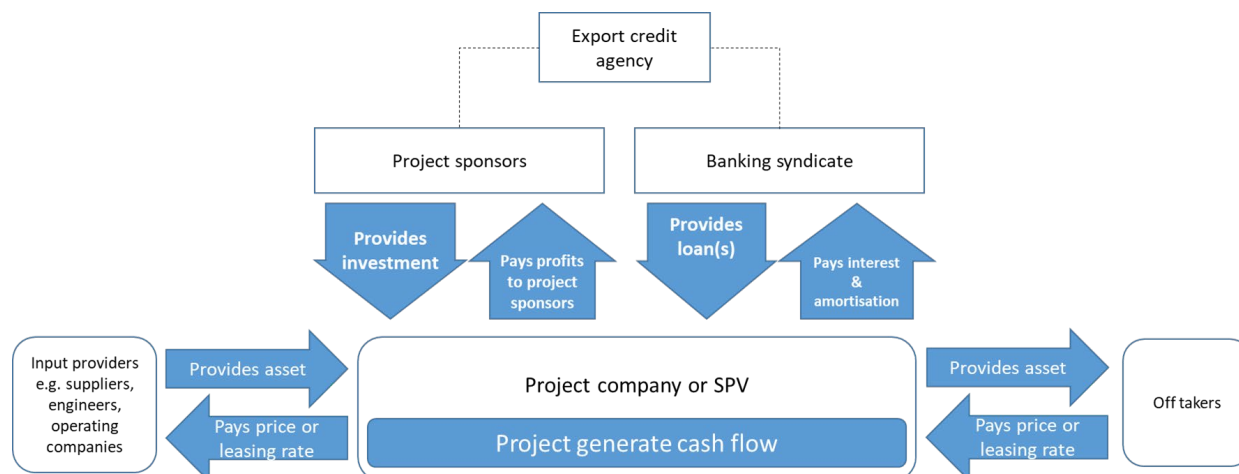 Export credit
agency
Project sponsors
Banking syndicate
Provides
investment
Pays profits
to project
sponsors
Provides
loan(s)
Pays interest
&
amortisation
Input providers
e.g. suppliers,
engineers,
operating
companies
Provides asset
Pays price or
leasing rate
Project company or SPV
Project generate cash flow
Provides asset
Pays price or
leasing rate
Off takers